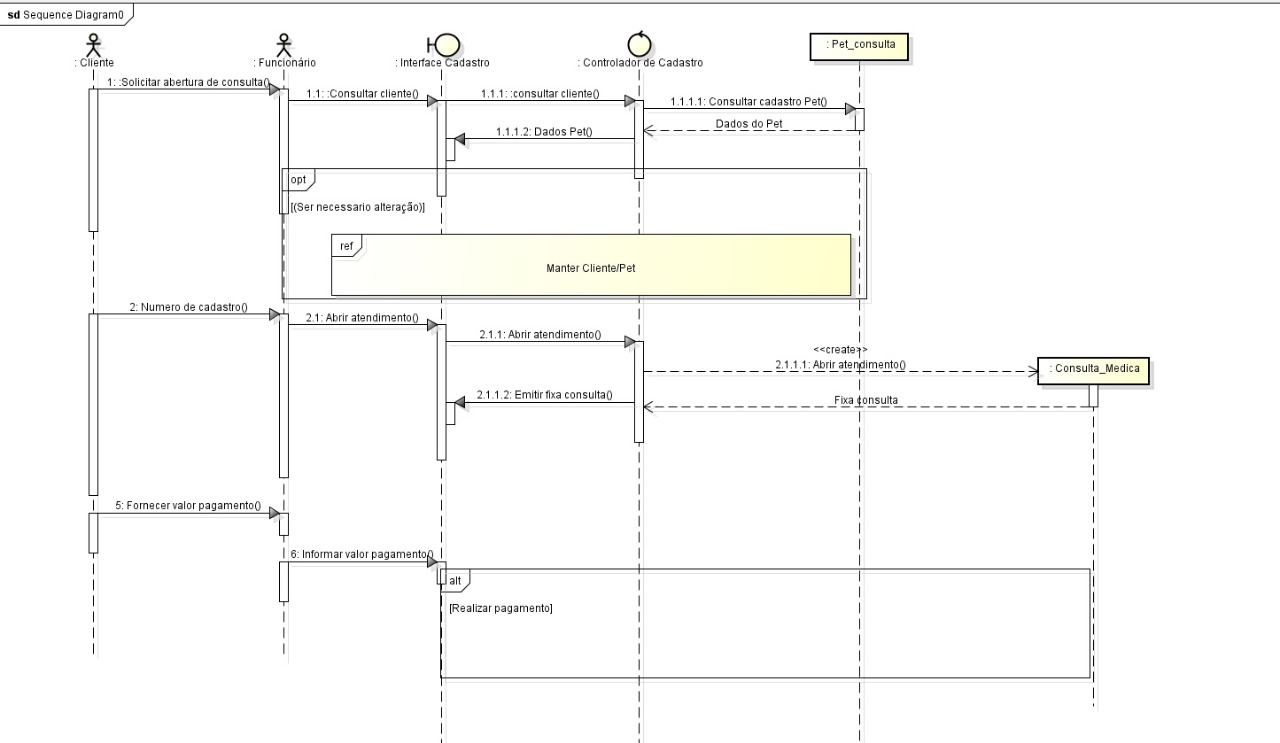 sd Sequence Diagram0
: Cliente
: Funcionário
: Interface Cadastro
: Controlador de Cadastro
: Pet_consulta
1: :Solicitar abertura de consulta()
1.1: :Consultar cliente()
1.1.1: :consultar cliente()
1.1.1.1: Consultar cadastro Pet()
Dados do Pet
1.1.1.2: Dados Pet()
opt
[(Ser necessario alteração)]
ref
Manter Cliente/Pet
2: Numero de cadastro()
2.1: Abrir atendimento()
2.1.1: Abrir atendimento()
<<create>>
2.1.1.1: Abrir atendimento()
: Consulta_Medica
2.1.1.2: Emitir fixa consulta()
Fixa consulta
5: Fornecer valor pagamento()
6: Informar valor pagamento()
alt
[Realizar pagamento]